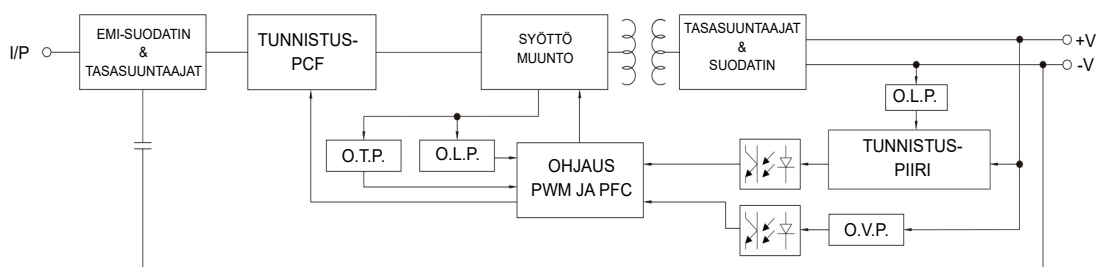 I/P
EMI-SUODATIN
&
TASASUUNTAAJAT
TUNNISTUS-
PCF
SYÖTTÖ
MUUNTO
TASASUUNTAAJAT
&
SUODATIN
+V
-V
O.L.P.
O.T.P.
O.L.P.
OHJAUS
PWM JA PFC
TUNNISTUS-
PIIRI
O.V.P.